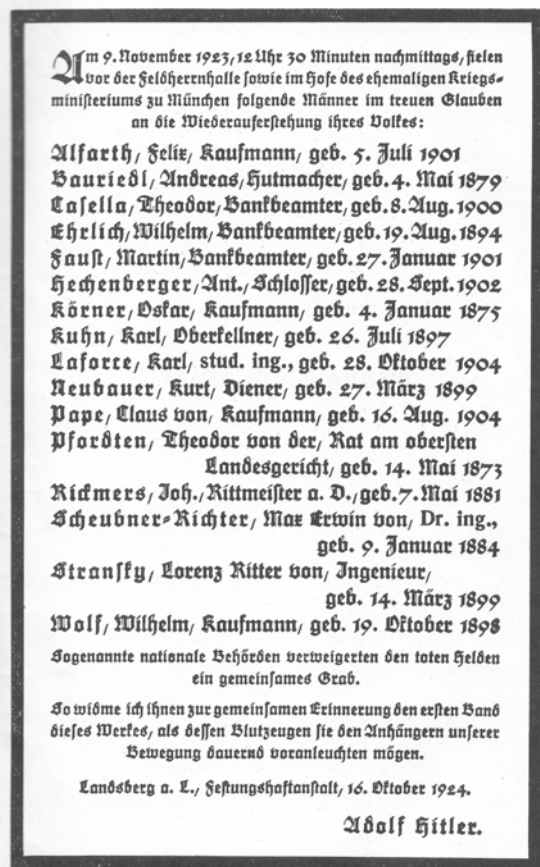 Am 9. November 1923, 12 Uhr 30 Minuten nachmittags, fielen
vor der Feldherrnhalle sowie im Hofe des ehemaligen Kriegs-
ministeriums zu München folgende Männer im treuen Glauben
an die Wiederauferstehung ihres Volkes:
Alfarth, Felix, Kaufmann, geb. 5. Juli 1901
Bauriedl, Andreas, Hutmacher, geb. 4. Mai 1879
Casella, Theodor, Bankbeamter, geb. 8. Aug. 1900
Ehrlich, Wilhelm, Bankbeamter, geb. 19. Aug. 1894
Faust, Martin, Bankbeamter, geb. 27. Januar 1901
Hechenberger, Ant., Schlosser, geb. 28. Sept. 1902
Körner, Oskar, Kaufmann, geb. 4. Januar 1875
Kuhn, Karl, Oberkellner, geb. 26. Juli 1897
Laforce, Karl, stud. ing., geb. 28. Oktober 1904
Neubauer, Kurt, Diener, geb. 27. März 1899
Pape, Claus von, Kaufmann, geb. 16. Aug. 1904
Pfordten, Theodor von der, Rat am obersten
Landesgericht, geb. 14. Mai 1873
Rickmers, Joh., Rittmeister a. D., geb. 7. Mai 1881
Scheubner-Richter, Max Erwin von, Dr. ing.,
geb. 9. Januar 1884
Stransky, Lorenz Ritter von, Ingenieur,
geb. 14. März 1899
Wolf, Wilhelm, Kaufmann, geb. 19. Oktober 1898
Sogenannte nationale Behörden verweigerten den toten Helden
ein gemeinsames Grab.
So widme ich ihnen zur gemeinsamen Erinnerung den ersten Band
dieses Werkes, als dessen Blutzeugen sie den Anhängern unserer
Bewegung dauernd voranleuchten mögen.
Landsberg a. L., Festungshaftanstalt, 16. Oktober 1924.
Adolf Hitler.